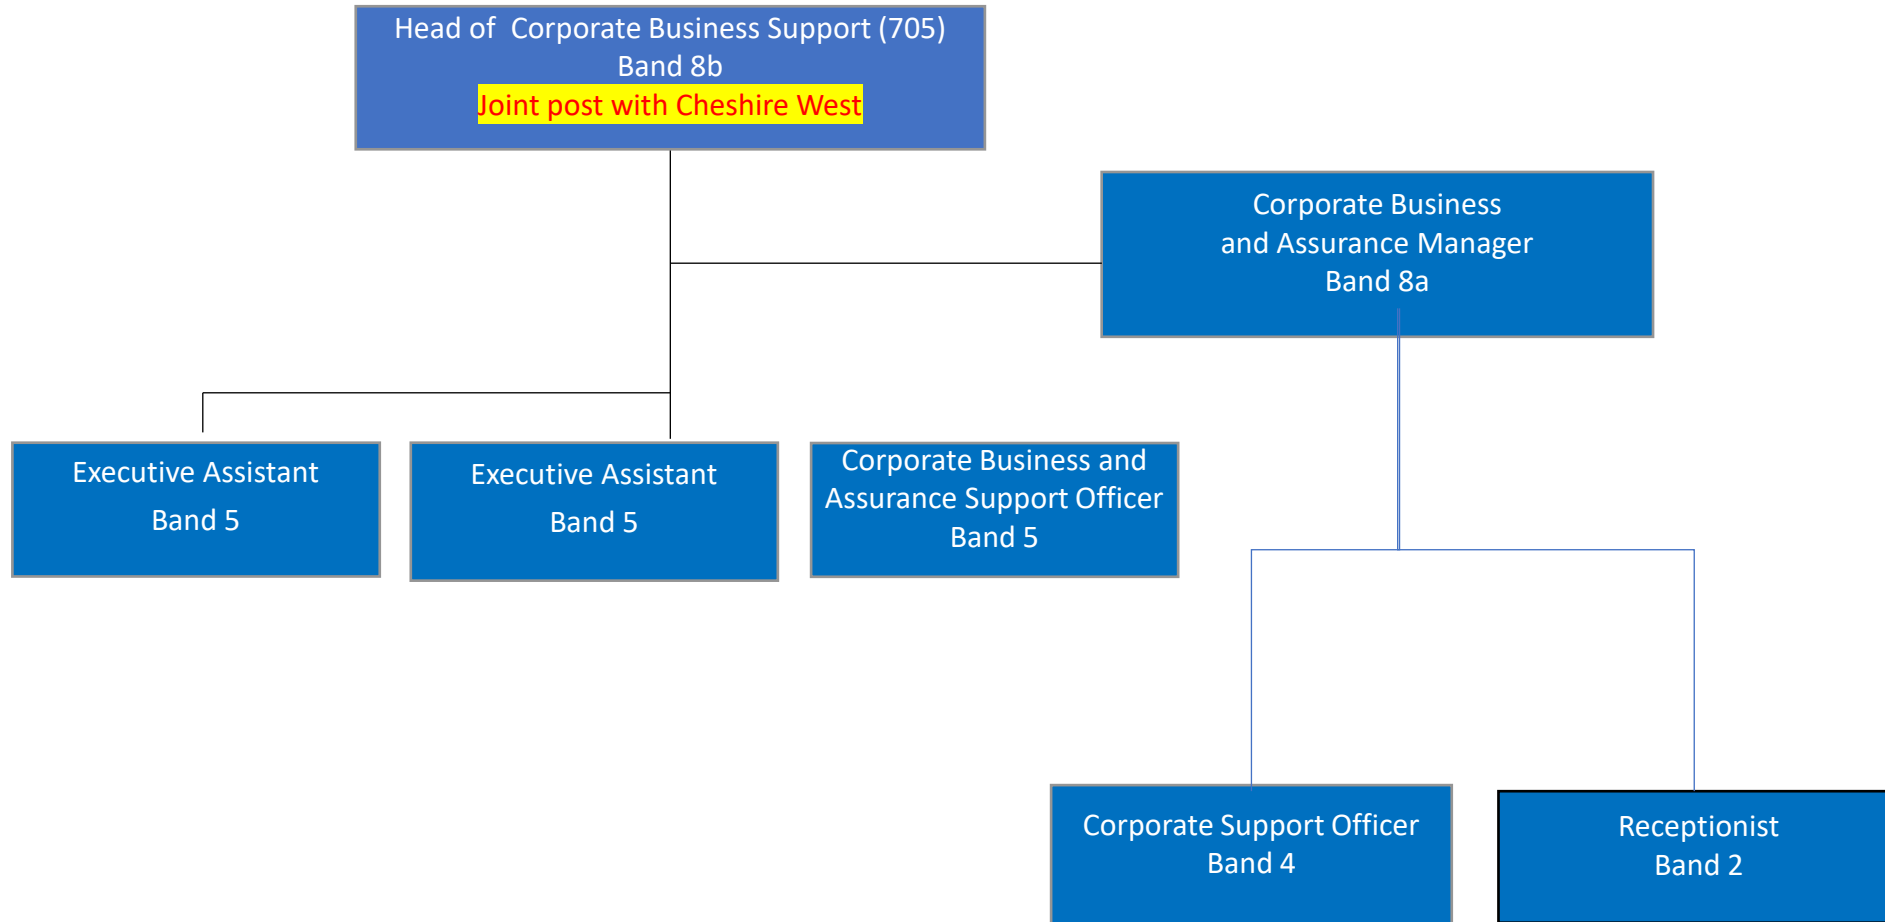 Head of  Corporate Business Support (705)
Band 8b
Joint post with Cheshire West
Corporate Business
and Assurance Manager
Band 8a
Executive Assistant
Band 5
Executive Assistant
Band 5
Corporate Business and
Assurance Support Officer
Band 5
Corporate Support Officer
Band 4
Receptionist
Band 2